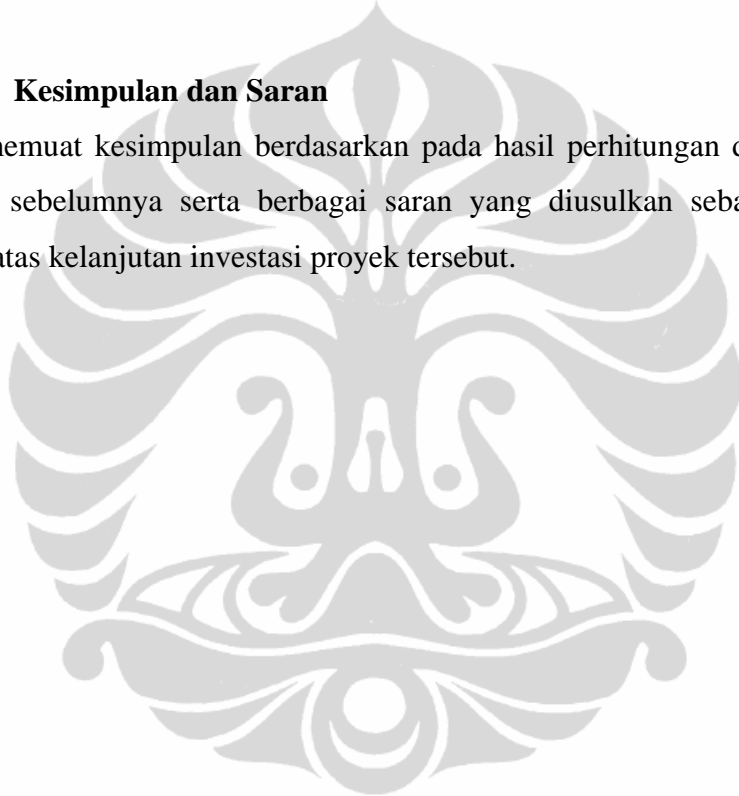 Kesimpulan dan Saran
memuat kesimpulan berdasarkan pada hasil perhitungan
sebelumnya serta berbagai saran yang diusulkan
atas kelanjutan investasi proyek tersebut.